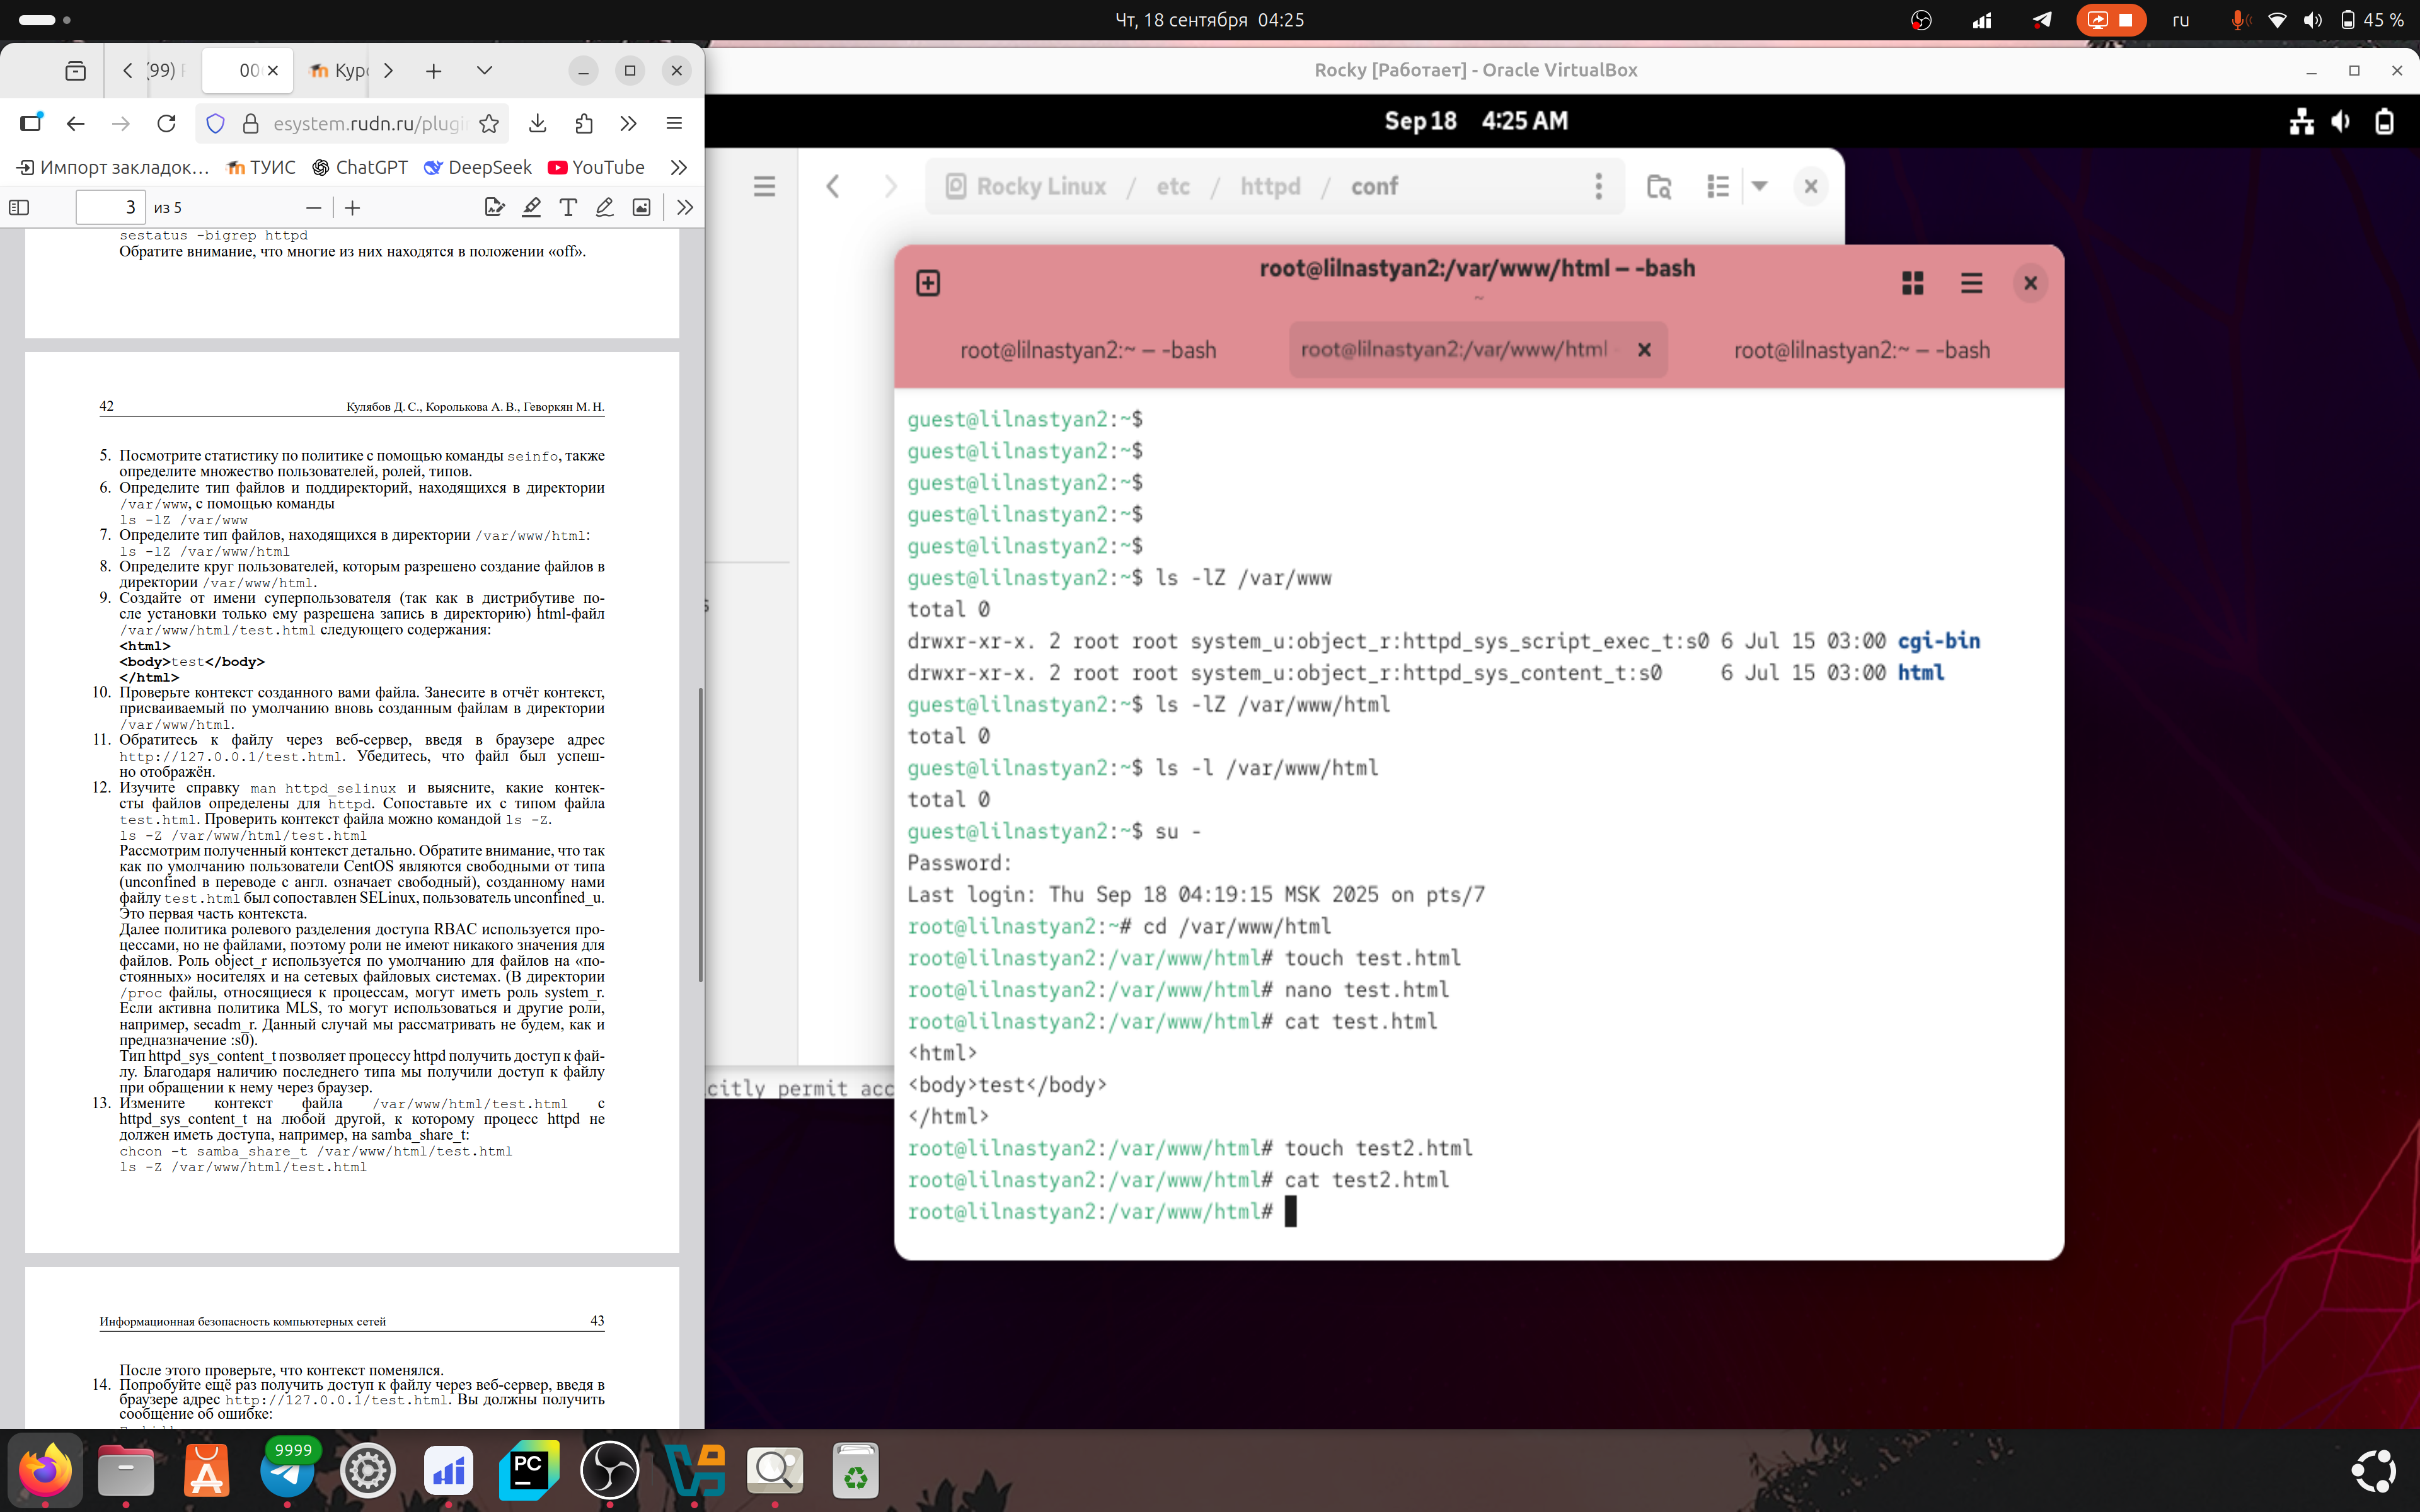 Чт, 18 сентября 04:25
ru
45 %
99)
00
Кур
esystem.rudn.ru/plugi
Импорт закладок...
ТУИС
ChatGPT
DeepSeek
YouTube
3
из 5
sestatus -bigrep httpd
Обратите внимание, что многие из них находятся в положении «off».
42
Кулябов Д. С., Королькова А. В., Геворкян М. Н.
5. Посмотрите статистику по политике с помощью команды seinfo, также
определите множество пользователей, ролей, типов.
6. Определите тип файлов и поддиректорий, находящихся в директории
/var/www, с помощью команды
ls -lZ /var/www
7. Определите тип файлов, находящихся в директории /var/www/html:
ls -lZ /var/www/html
8. Определите круг пользователей, которым разрешено создание файлов в
директории /var/www/html.
9. Создайте от имени суперпользователя (так как в дистрибутиве по-
сле установки только ему разрешена запись в директорию) html-файл
/var/www/html/test.html следующего содержания:
<html>
<body>test</body>
</html>
10. Проверьте контекст созданного вами файла. Занесите в отчёт контекст,
присваиваемый по умолчанию вновь созданным файлам в директории
/var/www/html.
11. Обратитесь к файлу через веб-сервер, введя в браузере адрес
http://127.0.0.1/test.html. Убедитесь, что файл был успеш-
но отображён.
12. Изучите справку man httpd_selinux и выясните, какие контек-
сты файлов определены для httpd. Сопоставьте их с типом файла
test.html. Проверить контекст файла можно командой ls -Z.
ls -Z /var/www/html/test.html
Рассмотрим полученный контекст детально. Обратите внимание, что так
как по умолчанию пользователи CentOS являются свободными от типа
(unconfined в переводе с англ. означает свободный), созданному нами
файлу test.html был сопоставлен SELinux, пользователь unconfined_u.
Это первая часть контекста.
Далее политика ролевого разделения доступа RBAC используется про-
цессами, но не файлами, поэтому роли не имеют никакого значения для
файлов. Роль object_r используется по умолчанию для файлов на «по-
стоянных» носителях и на сетевых файловых системах. (В директории
/proc файлы, относящиеся к процессам, могут иметь роль system_r.
Если активна политика MLS, то могут использоваться и другие роли,
например, secadm_r. Данный случай мы рассматривать не будем, как и
предназначение :s0).
Тип httpd_sys_content_t позволяет процессу httpd получить доступ к фай-
лу. Благодаря наличию последнего типа мы получили доступ к файлу
при обращении к нему через браузер.
13. Измените контекст файла /var/www/html/test.html с
httpd_sys_content_t на любой другой, к которому процесс httpd не
должен иметь доступа, например, на samba_share_t:
chcon -t samba_share_t /var/www/html/test.html
ls -Z /var/www/html/test.html
Информационная безопасность компьютерных сетей
43
После этого проверьте, что контекст поменялся.
14. Попробуйте ещё раз получить доступ к файлу через веб-сервер, введя в
браузере адрес http://127.0.0.1/test.html. Вы должны получить
сообщение об ошибке:
Rocky [Работает] - Oracle VirtualBox
Sep 18 4:25 AM
Rocky Linux / etc / httpd / conf
s
citly permit acc
root@lilnastyan2:/var/www/html — -bash
~
root@lilnastyan2:~ — -bash
root@lilnastyan2:/var/www/html
root@lilnastyan2:~ — -bash
guest@lilnastyan2:~$
guest@lilnastyan2:~$
guest@lilnastyan2:~$
guest@lilnastyan2:~$
guest@lilnastyan2:~$
guest@lilnastyan2:~$ ls -lZ /var/www
total 0
drwxr-xr-x. 2 root root system_u:object_r:httpd_sys_script_exec_t:s0 6 Jul 15 03:00 cgi-bin
drwxr-xr-x. 2 root root system_u:object_r:httpd_sys_content_t:s0 6 Jul 15 03:00 html
guest@lilnastyan2:~$ ls -lZ /var/www/html
total 0
guest@lilnastyan2:~$ ls -l /var/www/html
total 0
guest@lilnastyan2:~$ su -
Password:
Last login: Thu Sep 18 04:19:15 MSK 2025 on pts/7
root@lilnastyan2:~# cd /var/www/html
root@lilnastyan2:/var/www/html# touch test.html
root@lilnastyan2:/var/www/html# nano test.html
root@lilnastyan2:/var/www/html# cat test.html
<html>
<body>test</body>
</html>
root@lilnastyan2:/var/www/html# touch test2.html
root@lilnastyan2:/var/www/html# cat test2.html
root@lilnastyan2:/var/www/html#
9999
PC